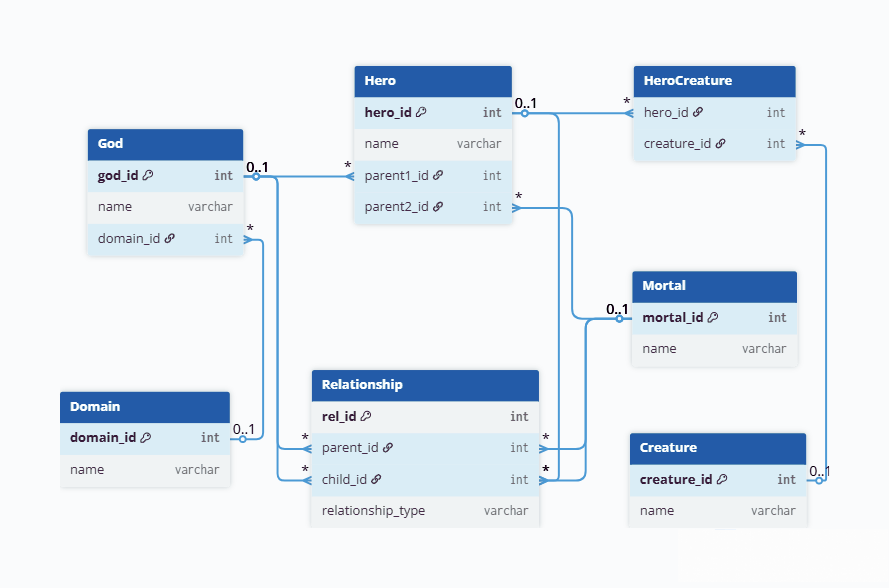 Hero
hero_id int
name varchar
parent1_id int
parent2_id int
0..1
*
*
HeroCreature
hero_id int
creature_id int
*
God
god_id int
name varchar
domain_id int
0..1
*
*
Mortal
mortal_id int
name varchar
0..1
Domain
domain_id int
name varchar
0..1
Relationship
rel_id int
parent_id int
child_id int
relationship_type varchar
*
*
*
*
Creature
creature_id int
name varchar
0..1